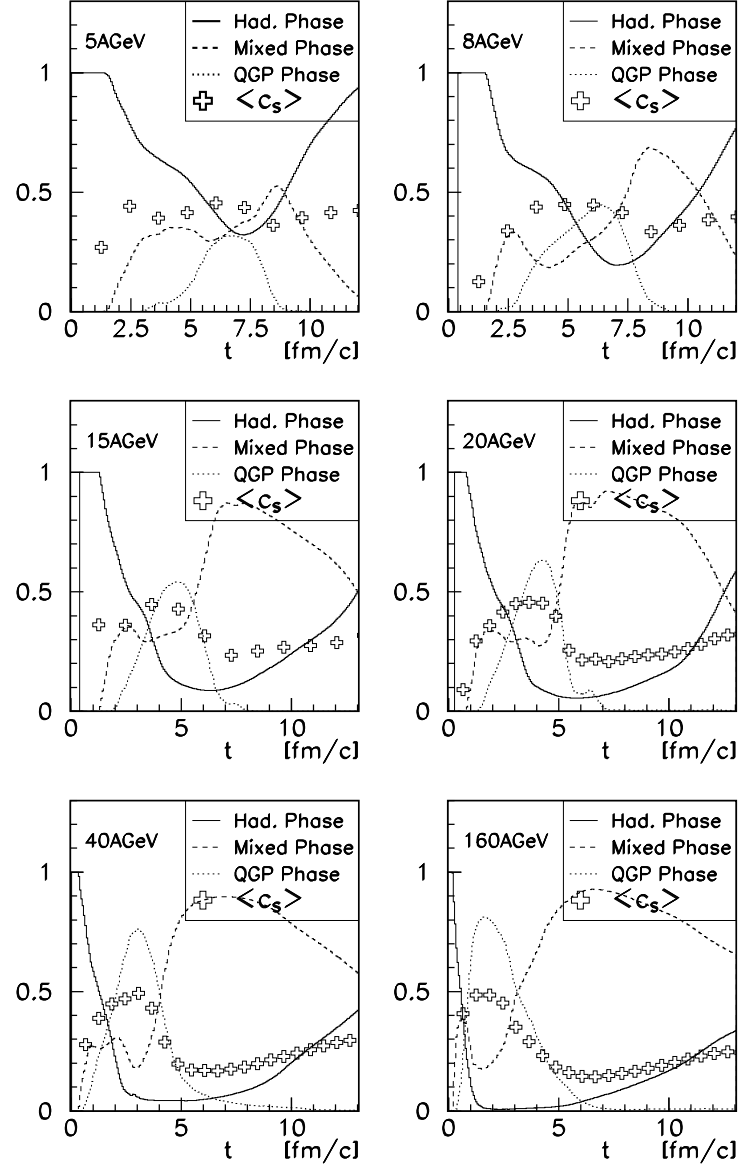 5AGeV
Had. Phase
Mixed Phase
QGP Phase
<c_s>
1
0.5
0
0 2.5 5 7.5 10
t [fm/c]
8AGeV
Had. Phase
Mixed Phase
QGP Phase
<c_s>
1
0.5
0
0 2.5 5 7.5 10
t [fm/c]
15AGeV
Had. Phase
Mixed Phase
QGP Phase
<c_s>
1
0.5
0
0 5 10
t [fm/c]
20AGeV
Had. Phase
Mixed Phase
QGP Phase
<c_s>
1
0.5
0
0 5 10
t [fm/c]
40AGeV
Had. Phase
Mixed Phase
QGP Phase
<c_s>
1
0.5
0
0 5 10
t [fm/c]
160AGeV
Had. Phase
Mixed Phase
QGP Phase
<c_s>
1
0.5
0
0 5 10
t [fm/c]